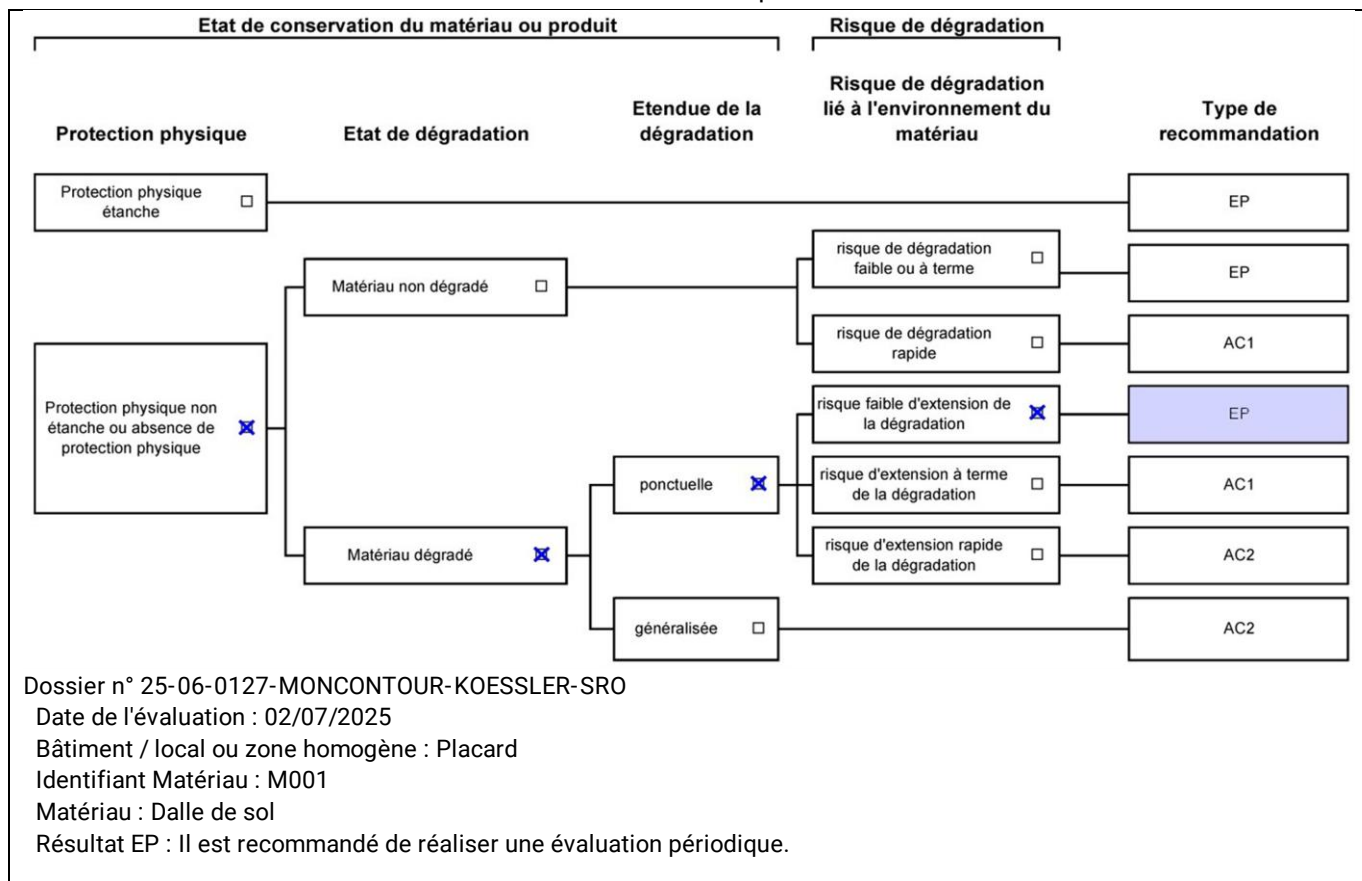 Etat de conservation du matériau ou produit
Risque de dégradation
Protection physique
Etat de dégradation
Etendue de la
dégradation
Risque de dégradation
lié à l'environnement du
matériau
Type de
recommandation
Protection physique
étanche
EP
Matériau non dégradé
risque de dégradation
faible ou à terme
EP
risque de dégradation
rapide
AC1
Protection physique non
étanche ou absence de
protection physique
risque faible d'extension de
la dégradation
EP
ponctuelle
risque d'extension à terme
de la dégradation
AC1
Matériau dégradé
risque d'extension rapide
de la dégradation
AC2
généralisée
AC2
Dossier n° 25-06-0127-MONCONTOUR-KOESSLER-SRO
Date de l'évaluation : 02/07/2025
Bâtiment / local ou zone homogène : Placard
Identifiant Matériau : M001
Matériau : Dalle de sol
Résultat EP : Il est recommandé de réaliser une évaluation périodique.